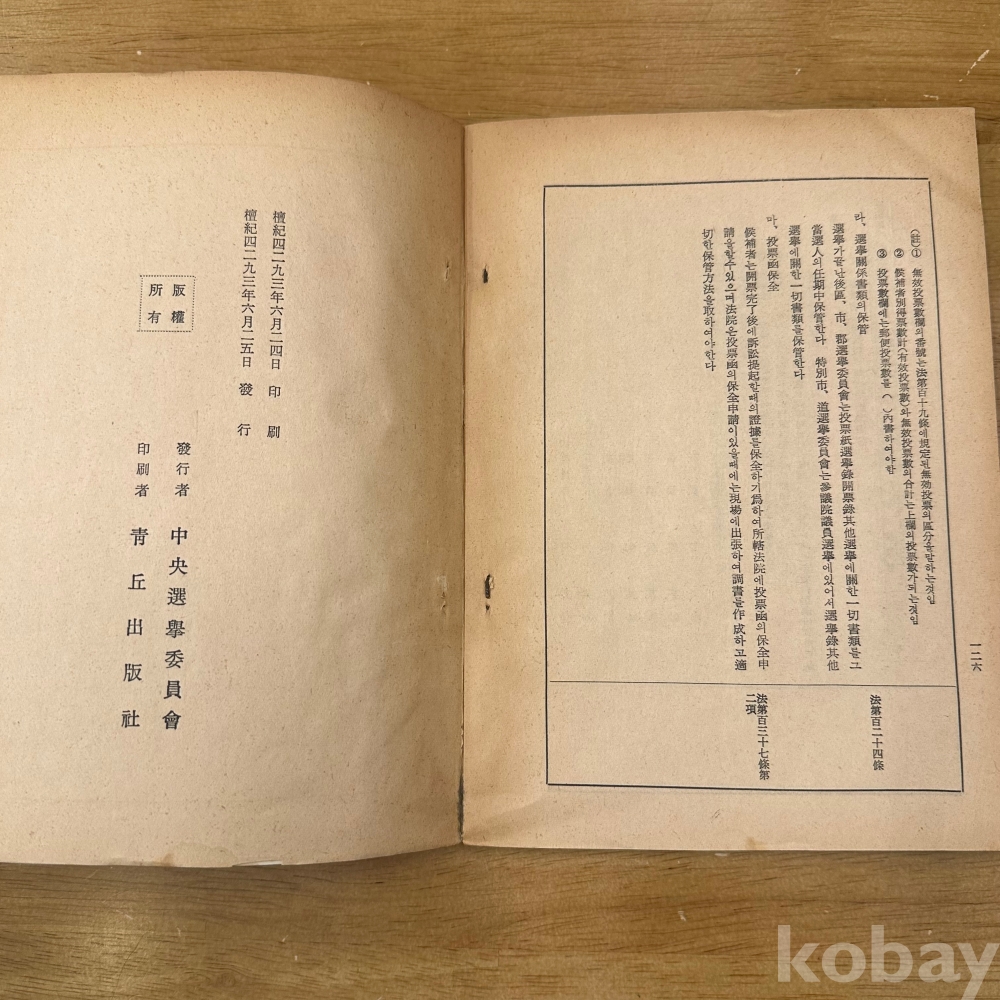 (註)① 無效投票數欄의 番號는 法第百十九條에 規定된 無効投票의 區分을 말하는 것임
② 候補者別得票數計(有效投票數)와 無效投票數의 合計는 上欄의 投票數가 되는 것임
③ 投票數欄에는 郵便投票數를 ( )內書하여야 함
라、選擧關係書類의 保管
選擧가 끝난 後 區、市、郡選擧委員會는 投票紙選擧錄開票錄其他選擧에 關한 一切書類를 그
當選人의 任期中保管한다 特別市、道選擧委員會는 參議院議員選擧에 있어서 選擧錄其他
選擧에 關한 一切書類를 保管한다
마、投票函保全
候補者는 開票完了後에 訴訟提起할 때의 證據를 保全하기 爲하여 所轄法院에 投票函의 保全申
請을 할 수 있으며 法院은 投票函의 保全申請이 있을 때에는 現場에 出張하여 調書를 作成하고 適
切한 保管方法을 取하여야 한다
法第百二十四條
法第百三十七條第
二項
一二六
檀紀四二九三年六月二四日 印刷
檀紀四二九三年六月二五日 發行
版權
所有
發行者 中央選擧委員會
印刷者 靑丘出版社
kobay